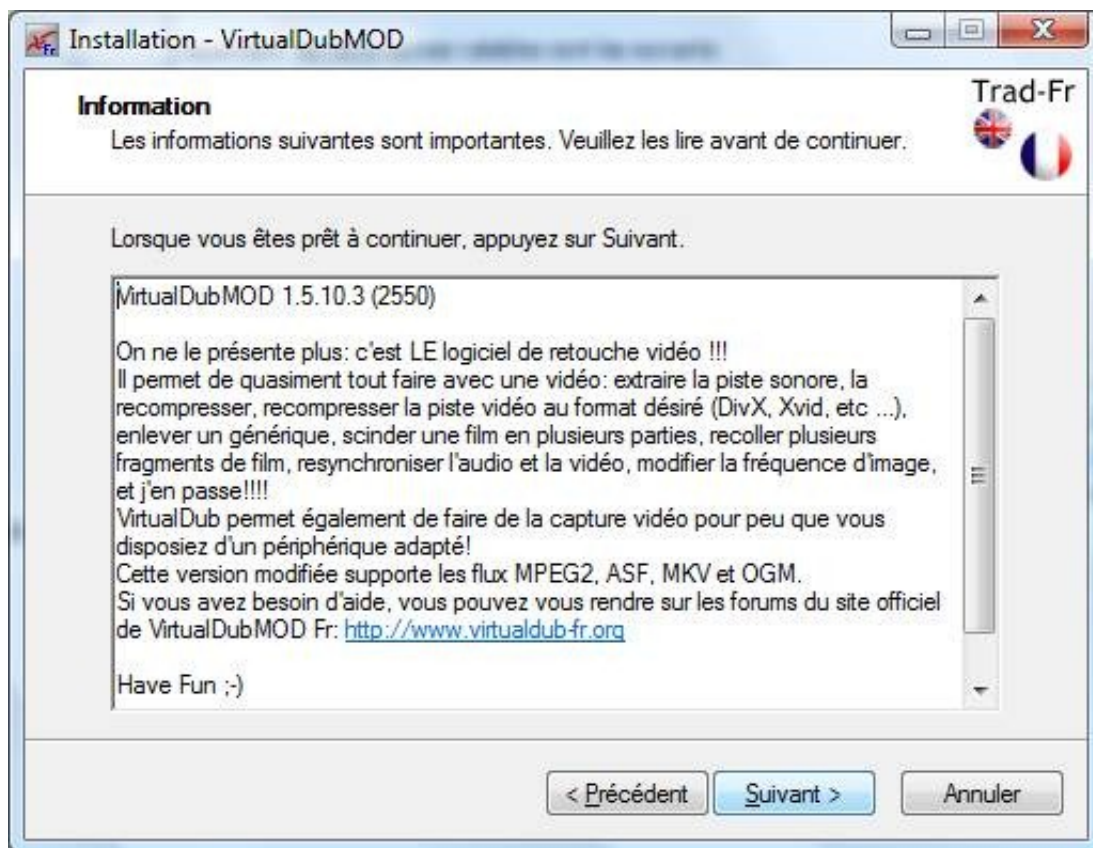 Installation - VirtualDubMOD
Trad-Fr
Information
Les informations suivantes sont importantes. Veuillez les lire avant de continuer.
Lorsque vous êtes prêt à continuer, appuyez sur Suivant.
VirtualDubMOD 1.5.10.3 (2550)
On ne le présente plus: c'est LE logiciel de retouche vidéo !!!
Il permet de quasiment tout faire avec une vidéo: extraire la piste sonore, la
recompresser, recompresser la piste vidéo au format désiré (DivX, Xvid, etc ...),
enlever un générique, scinder une film en plusieurs parties, recoller plusieurs
fragments de film, resynchroniser l'audio et la vidéo, modifier la fréquence d'image,
et j'en passe!!!!
VirtualDub permet également de faire de la capture vidéo pour peu que vous
disposiez d'un périphérique adapté!
Cette version modifiée supporte les flux MPEG2, ASF, MKV et OGM.
Si vous avez besoin d'aide, vous pouvez vous rendre sur les forums du site officiel
de VirtualDubMOD Fr: http://www.virtualdub-fr.org
Have Fun ;-)
< Précédent
Suivant >
Annuler